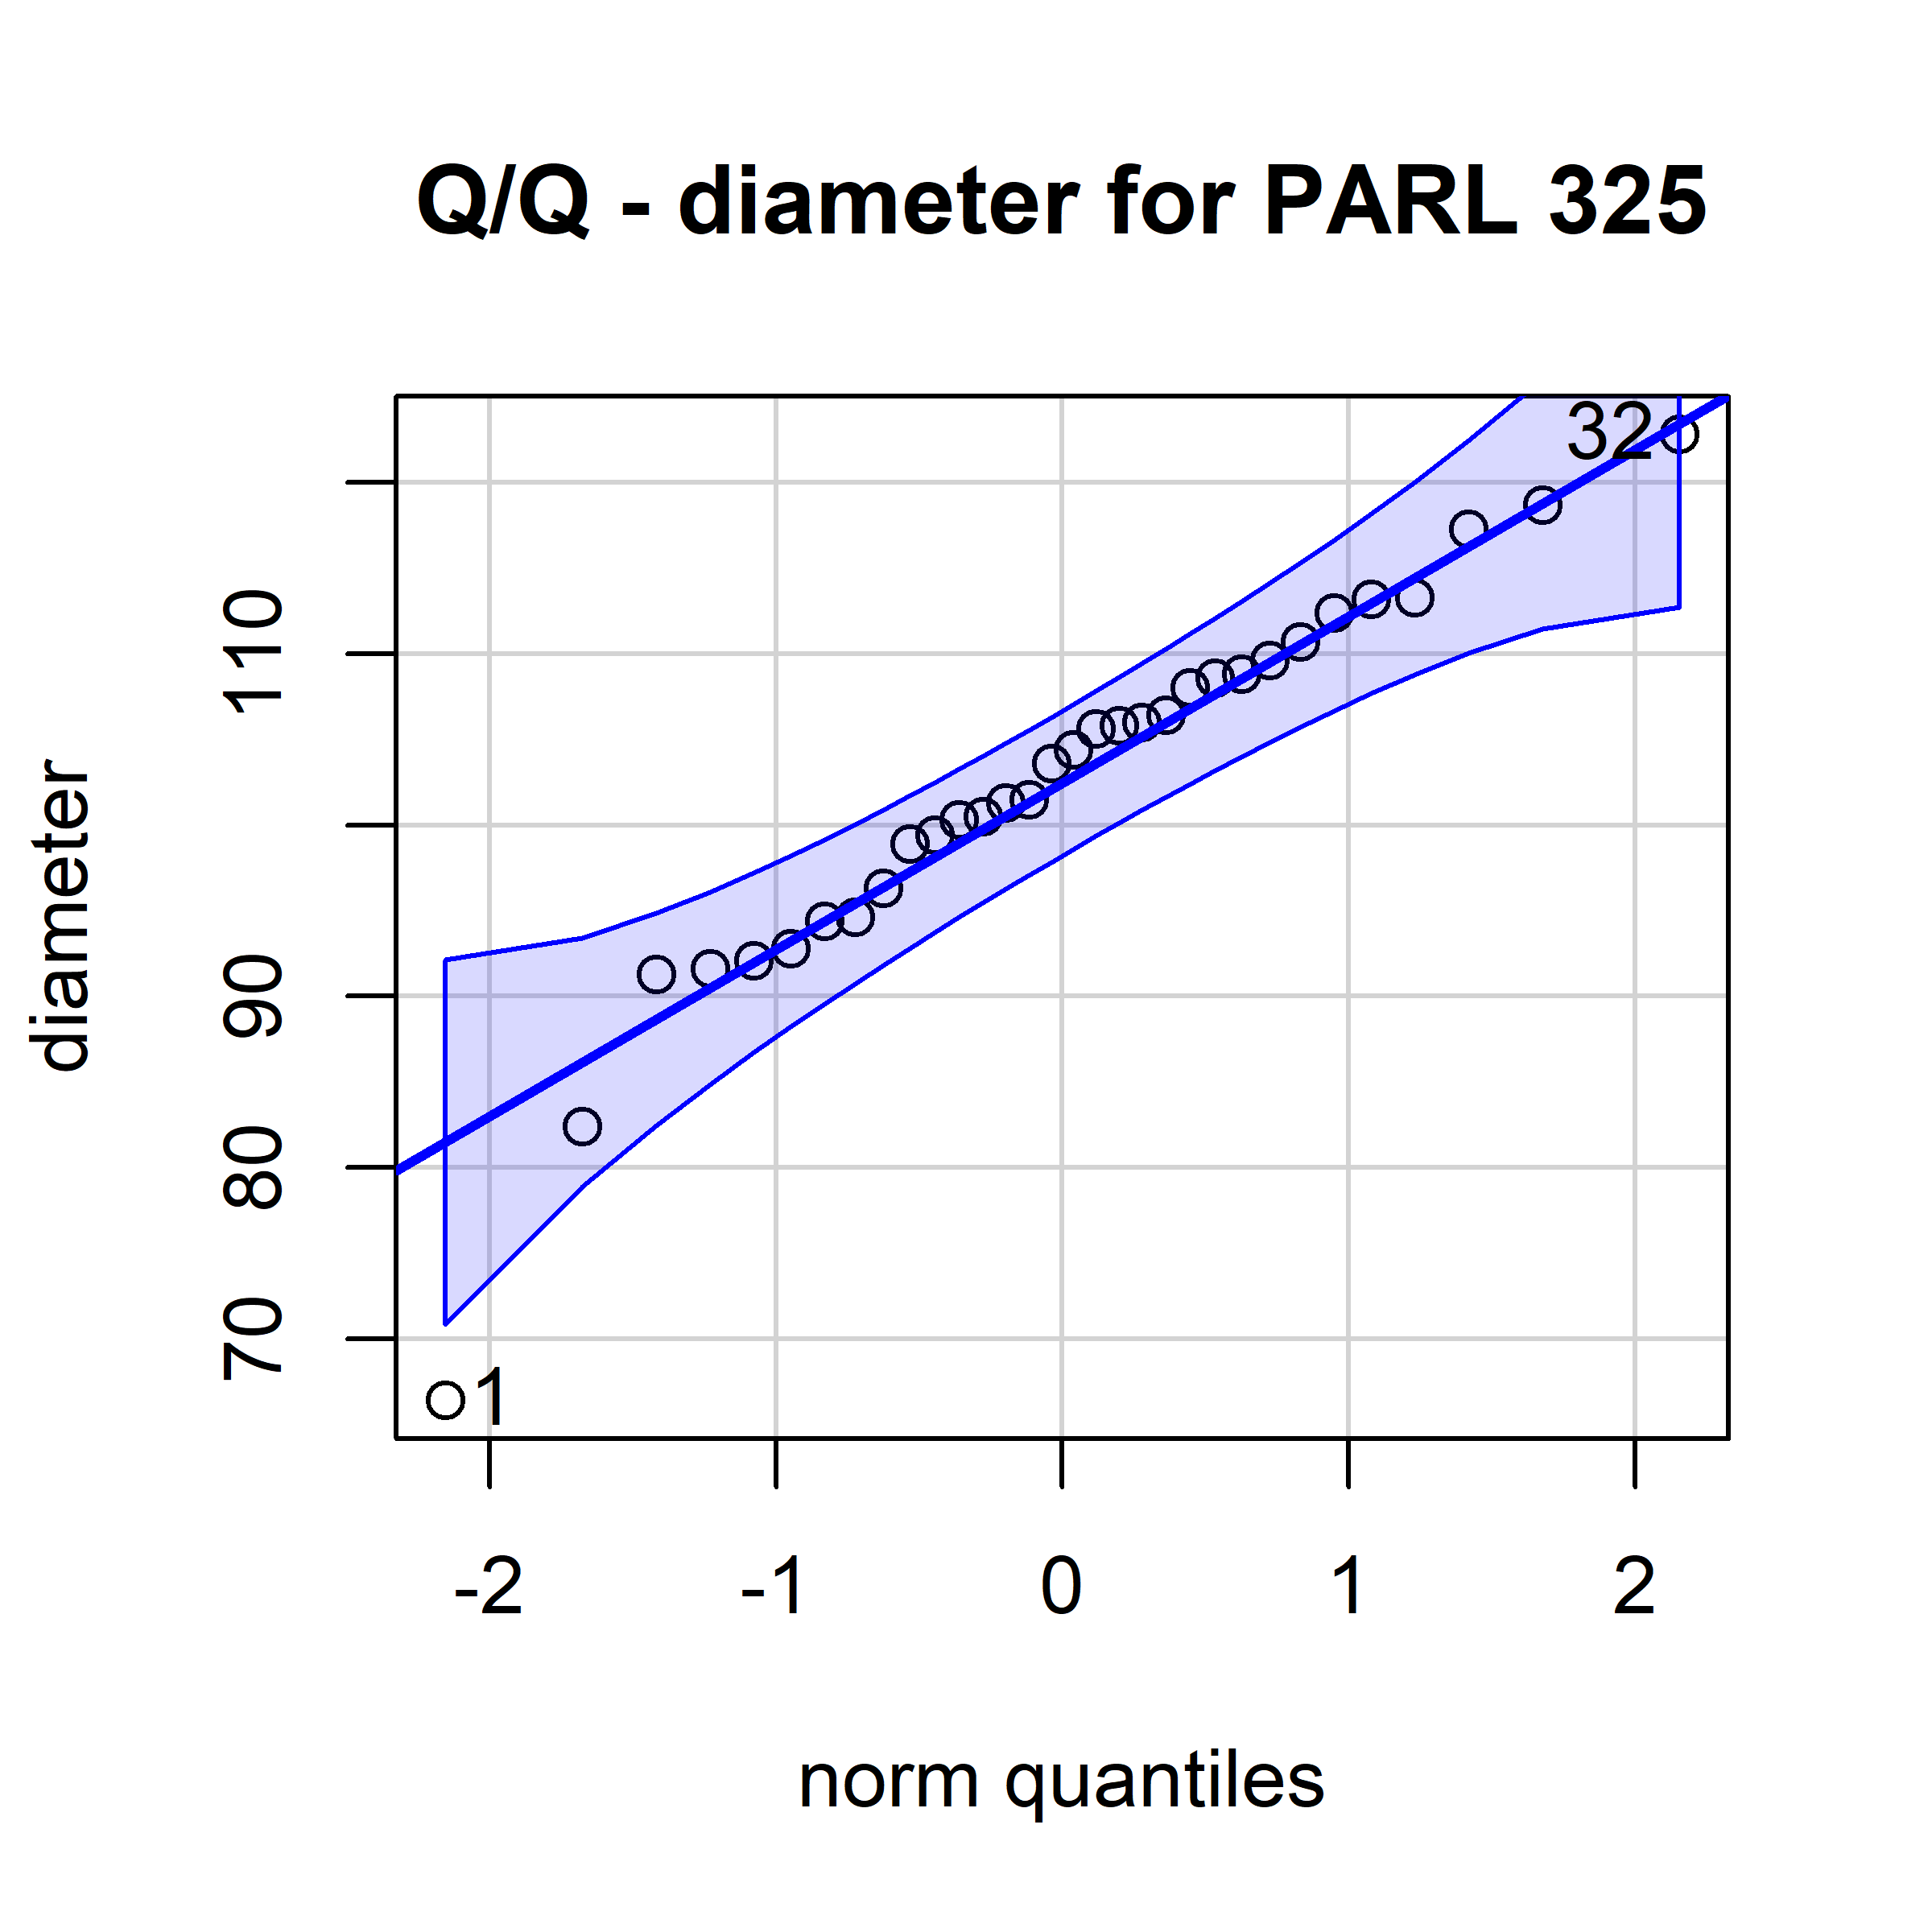 Q/Q - diameter for PARL 325
32
110
90
80
70
diameter
1
-2 -1 0 1 2
norm quantiles